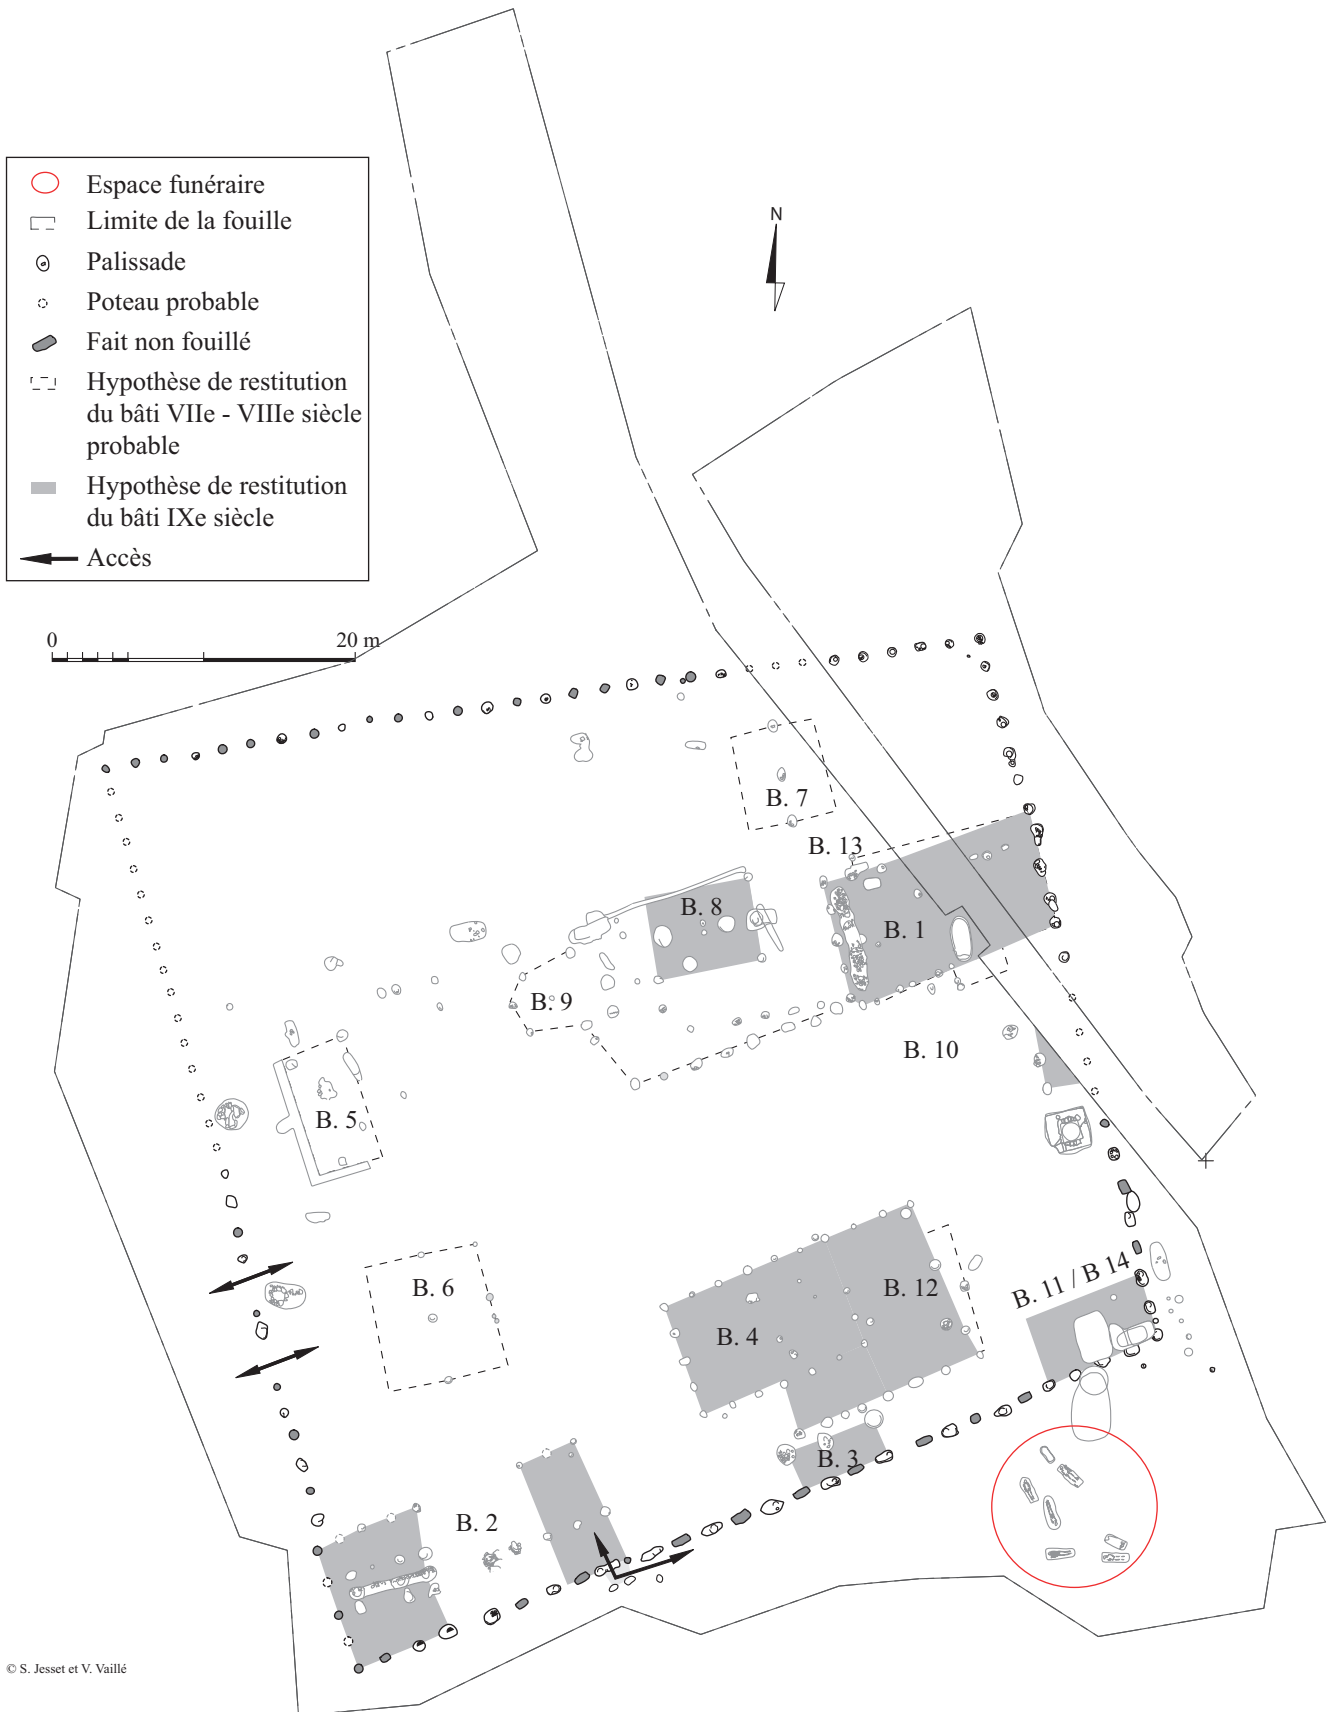 N
Espace funéraire
Limite de la fouille
Palissade
Poteau probable
Fait non fouillé
Hypothèse de restitution
du bâti VIIe - VIIIe siècle
probable
Hypothèse de restitution
du bâti IXe siècle
Accès
0 20 m
B. 7
B. 13
B. 8
B. 1
B. 9
B. 10
B. 5
B. 6
B. 12
B. 11 / B 14
B. 4
B. 3
B. 2
© S. Jesset et V. Vaillé